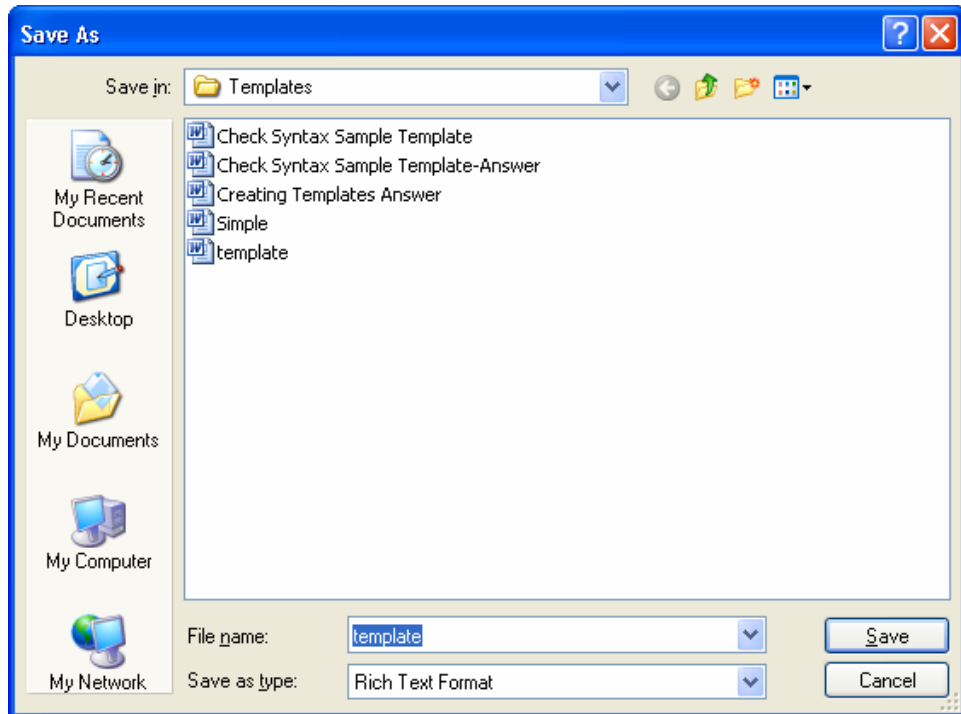 Save As
Save in:
Templates
My Recent
Documents
Desktop
My Documents
My Computer
My Network
Check Syntax Sample Template
Check Syntax Sample Template-Answer
Creating Templates Answer
Simple
template
File name:
template
Save
Save as type:
Rich Text Format
Cancel